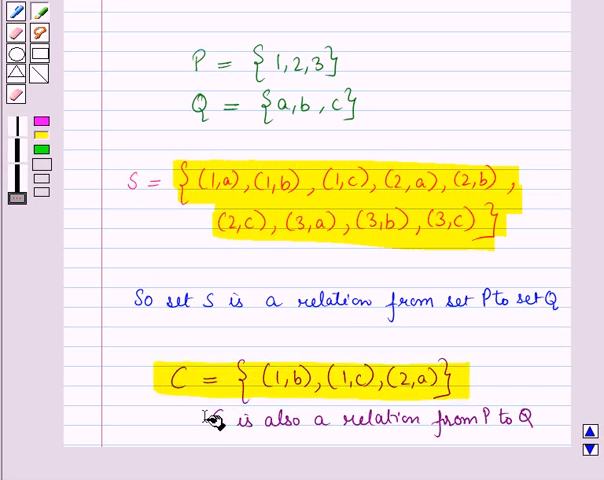 P = {1,2,3}
Q = {a,b,c}
S = {(1,a),(1,b),(1,c),(2,a),(2,b),
(2,c),(3,a),(3,b),(3,c)}
So set S is a relation from set P to set Q
C = {(1,b),(1,c),(2,a)}
is also a relation from P to Q